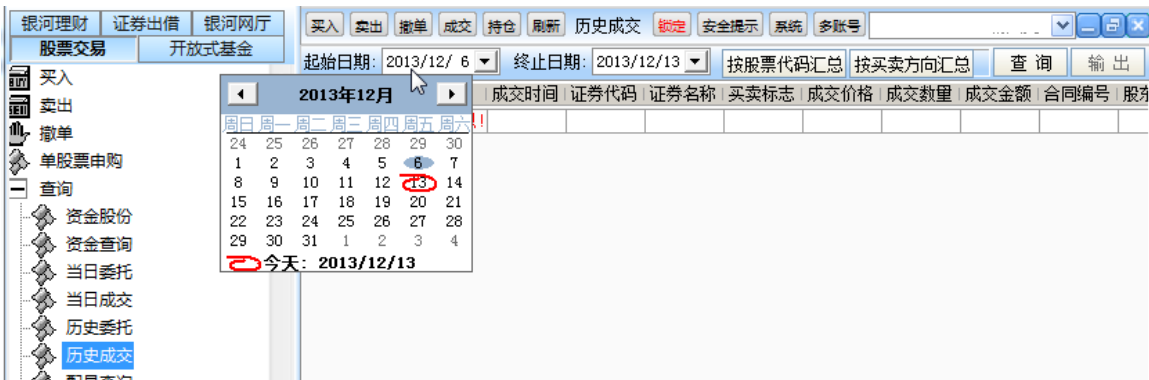 银河理财 证券出借 银河网厅
股票交易 开放式基金
买入 卖出 撤单 成交 持仓 刷新 历史成交 锁定 安全提示 系统 多账号
起始日期: 2013/12/ 6 终止日期: 2013/12/13 按股票代码汇总 按买卖方向汇总 查 询 输 出
成交时间 证券代码 证券名称 买卖标志 成交价格 成交数量 成交金额 合同编号
买入
卖出
撤单
单股票申购
查询
资金股份
资金查询
当日委托
当日成交
历史委托
历史成交
2013年12月
周日 周一 周二 周三 周四 周五 周六
24 25 26 27 28 29 30
1 2 3 4 5 6 7
8 9 10 11 12 13 14
15 16 17 18 19 20 21
22 23 24 25 26 27 28
29 30 31 1 2 3 4
今天: 2013/12/13